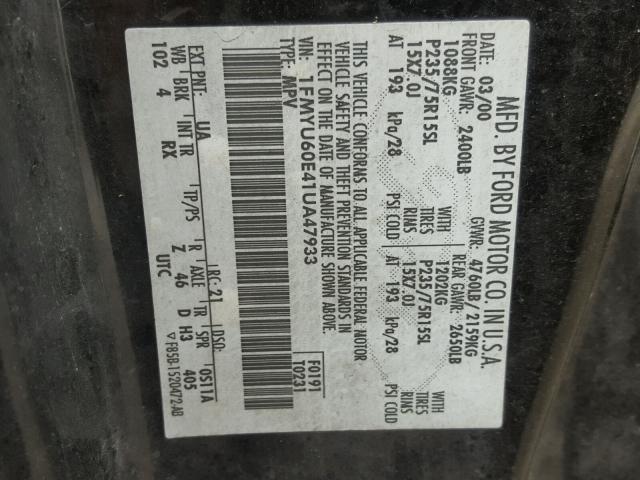 MFD. BY FORD MOTOR CO. IN U.S.A.
DATE: 03/00 GVWR: 4760LB/ 2159KG
FRONT GAWR: 2400LB REAR GAWR: 2650LB
1088KG WITH TIRES 1202KG WITH TIRES
P235/75R15SL RIMS P235/75R15SL RIMS
15X7.0J 15X7.0J
AT 193 kPa/28 PSI COLD AT 193 kPa/28 PSI COLD
THIS VEHICLE CONFORMS TO ALL APPLICABLE FEDERAL MOTOR
VEHICLE SAFETY AND THEFT PREVENTION STANDARDS IN
EFFECT ON THE DATE OF MANUFACTURE SHOWN ABOVE.
VIN: 1FMYU60E41UA47933 F0191
TYPE: MPV T0231
EXT PNT: UA RC: 21 DSO:
WB BRK INT TR TP/PS R AXLE TR SPR 0S11A
102 4 RX Z 46 D H3 405
UTC F85B-1520472-AB